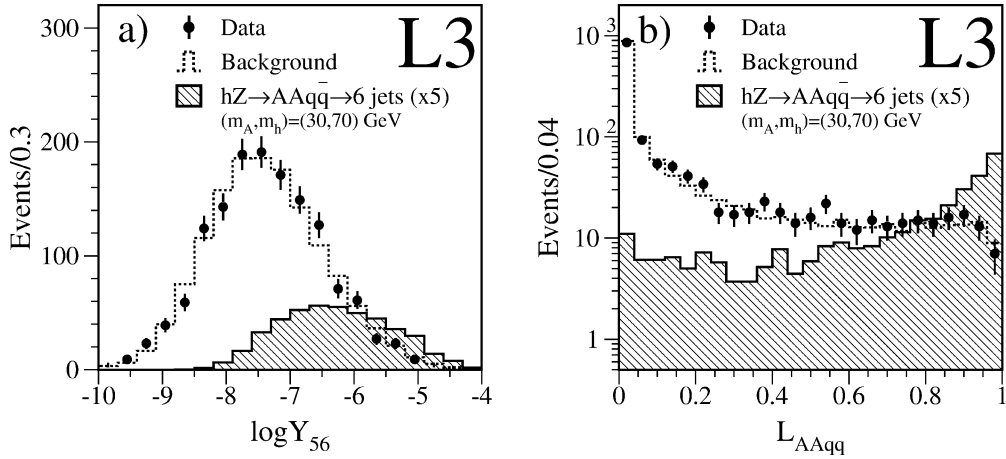 a)
L3
Data
Background
hZ→AAqq̄→6 jets (x5)
(m_A,m_h)=(30,70) GeV
Events/0.3
300
200
100
0
-10 -9 -8 -7 -6 -5 -4
logY_56
b)
L3
Data
Background
hZ→AAqq̄→6 jets (x5)
(m_A,m_h)=(30,70) GeV
Events/0.04
10^3
10^2
10
1
0 0.2 0.4 0.6 0.8 1
L_AAqq